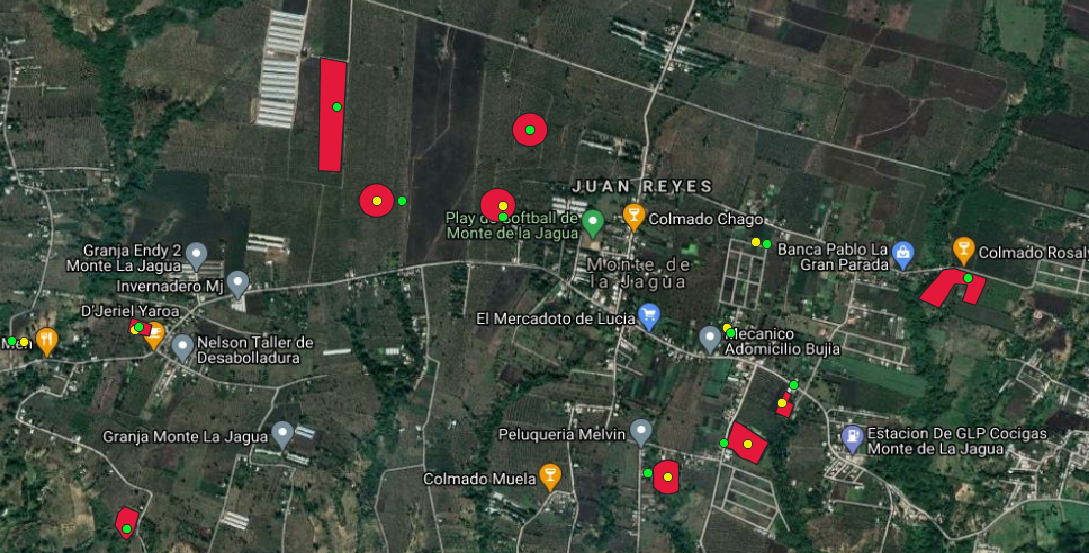 JUAN REYES
Play de Softball de
Monte de la Jagua
Colmado Chago
Granja Endy 2
Monte La Jagua
Banca Pablo La
Gran Parada
Colmado Rosaly
Invernadero Mj
Monte de
la Jagua
D'Jeriel Yaroa
El Mercadoto de Lucia
Mecanico
Adomicilio Bujia
Nelson Taller de
Desabolladura
Granja Monte La Jagua
Peluqueria Melvin
Estacion De GLP Cocigas
Monte de La Jagua
Colmado Muela